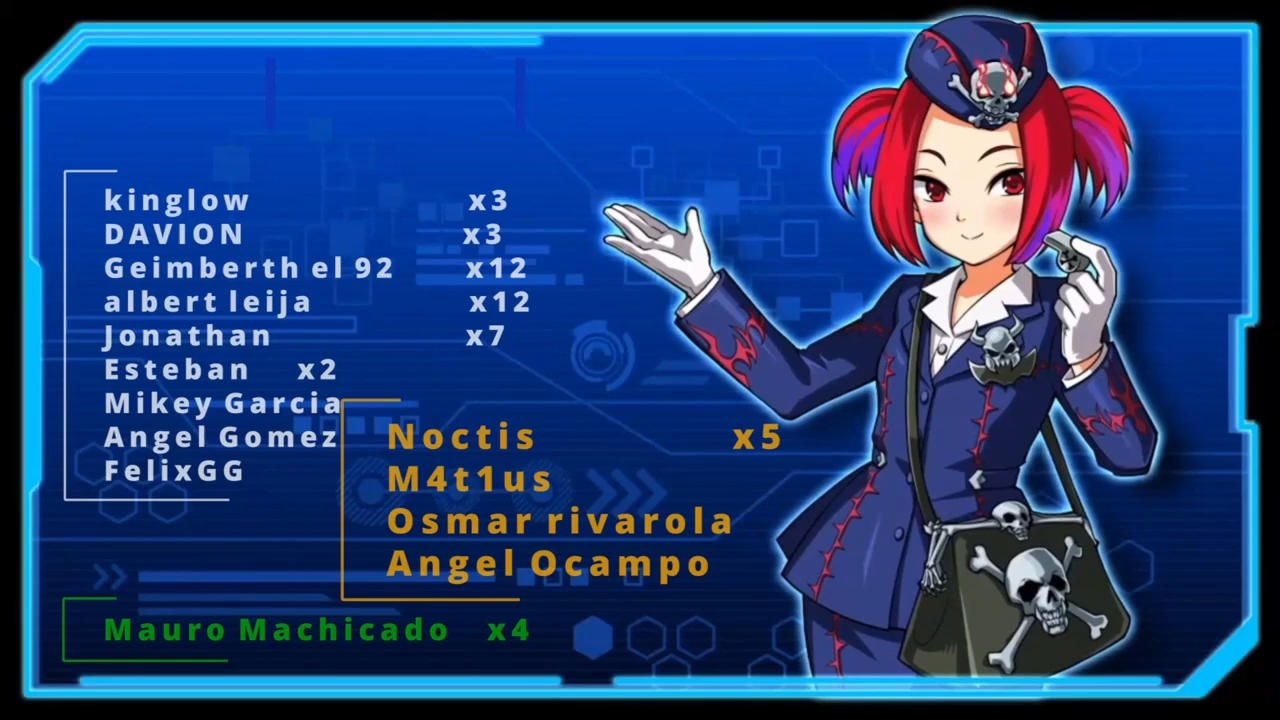 kinglow x3
DAVION x3
Geimberth el 92 x12
albert leija x12
Jonathan x7
Esteban x2
Mikey Garcia
Angel Gomez
FelixGG
Noctis x5
M4t1us
Osmar rivarola
Angel Ocampo
Mauro Machicado x4